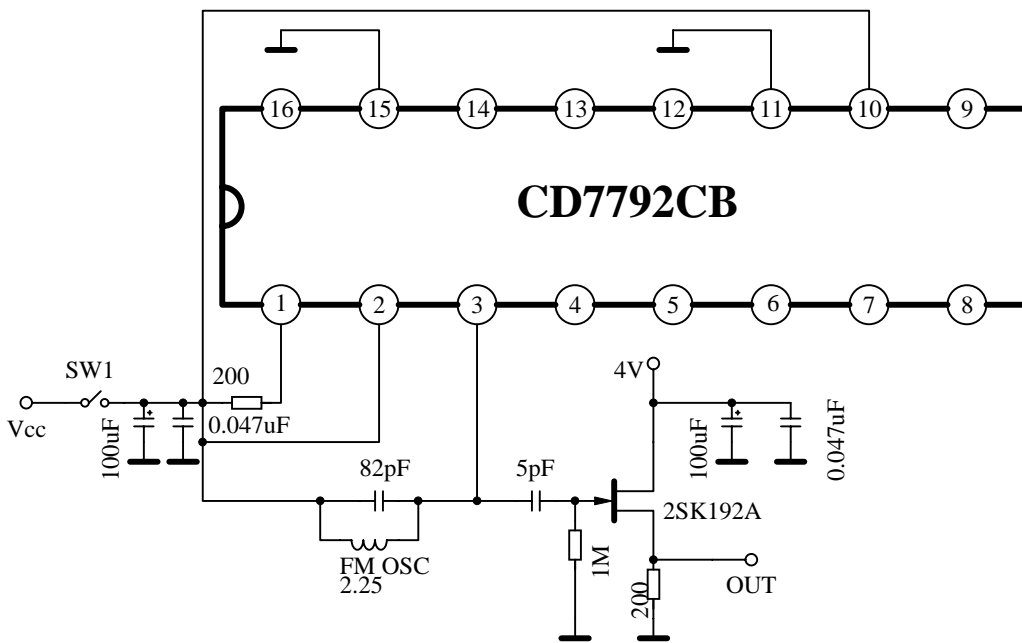 16 15 14 13 12 11 10 9
CD7792CB
1 2 3 4 5 6 7 8
SW1
200
4V
Vcc
100uF
0.047uF
100uF
0.047uF
82pF
5pF
2SK192A
FM OSC
2.25
1M
200
OUT